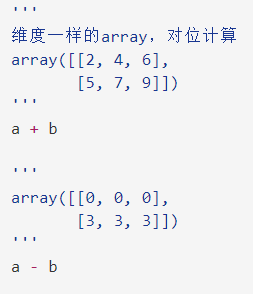 '''
维度一样的array，对位计算
array([[2, 4, 6],
       [5, 7, 9]])
'''
a + b
'''
array([[0, 0, 0],
       [3, 3, 3]])
'''
a - b